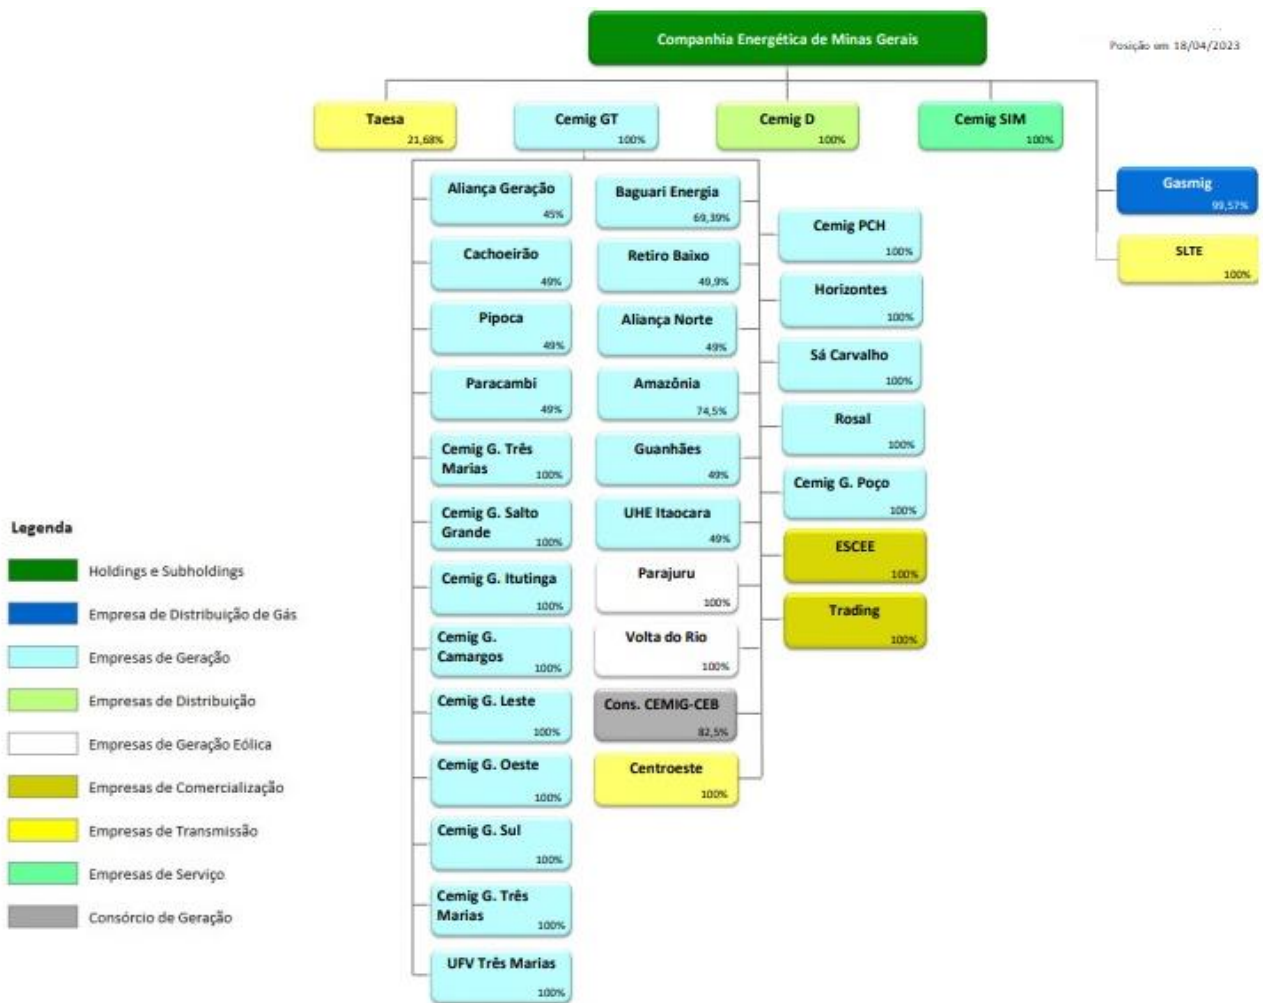 Companhia Energética de Minas Gerais
Posição em 18/04/2023
Taesa
21,68%
Cemig GT
100%
Cemig D
100%
Cemig SIM
100%
Gasmig
99,57%
SLTE
100%
Aliança Geração
45%
Cachoeirão
49%
Pipoca
49%
Paracambi
49%
Cemig G. Três
Marias
100%
Cemig G. Salto
Grande
100%
Cemig G. Itutinga
100%
Cemig G.
Camargos
100%
Cemig G. Leste
100%
Cemig G. Oeste
100%
Cemig G. Sul
100%
Cemig G. Três
Marias
100%
UFV Três Marias
100%
Baguari Energia
69,39%
Retiro Baixo
49,9%
Aliança Norte
49%
Amazônia
74,5%
Guanhães
49%
UHE Itaocara
49%
Parajuru
100%
Volta do Rio
100%
Cons. CEMIG-CEB
82,5%
Centroeste
100%
Cemig PCH
100%
Horizontes
100%
Sá Carvalho
100%
Rosal
100%
Cemig G. Poço
100%
ESCEE
100%
Trading
100%
Legenda
Holdings e Subholdings
Empresa de Distribuição de Gás
Empresas de Geração
Empresas de Distribuição
Empresas de Geração Eólica
Empresas de Comercialização
Empresas de Transmissão
Empresas de Serviço
Consórcio de Geração